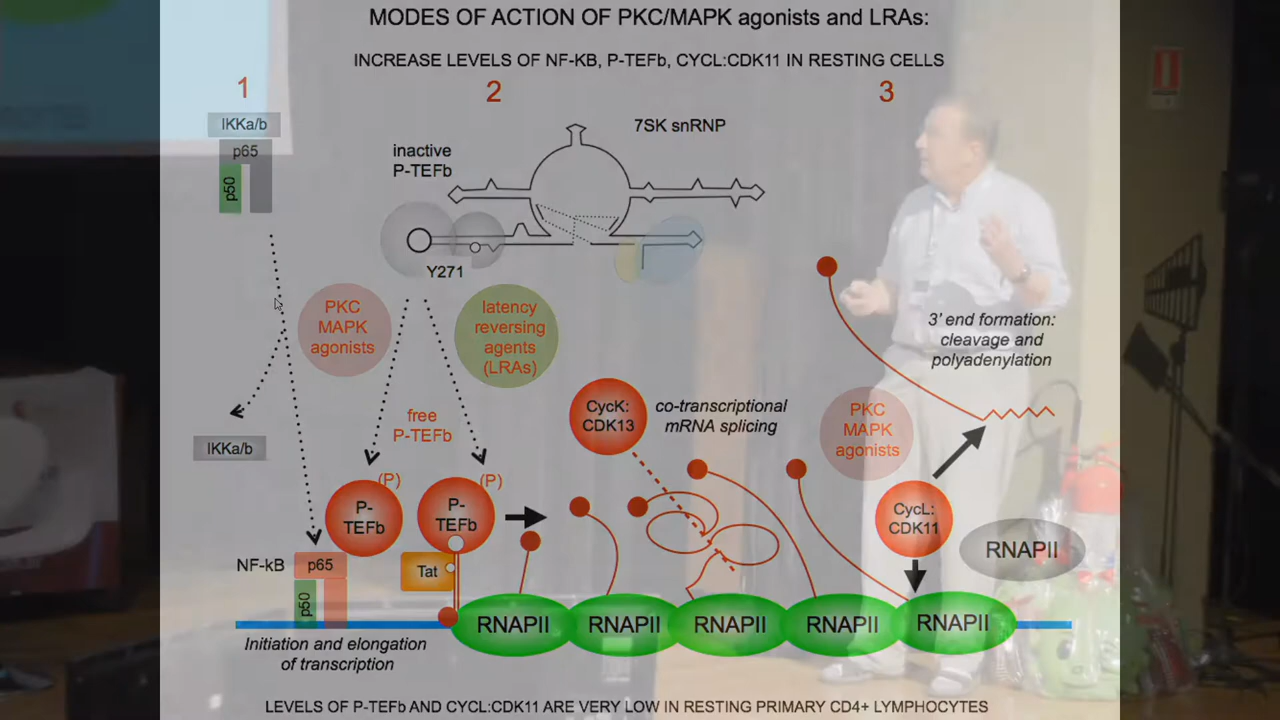 MODES OF ACTION OF PKC/MAPK agonists and LRAs:
INCREASE LEVELS OF NF-KB, P-TEFb, CYCL:CDK11 IN RESTING CELLS
1
2
3
IKKa/b
p65
p50
inactive
P-TEFb
7SK snRNP
Y271
PKC
MAPK
agonists
latency
reversing
agents
(LRAs)
3' end formation:
cleavage and
polyadenylation
free
P-TEFb
CycK:
CDK13
co-transcriptional
mRNA splicing
PKC
MAPK
agonists
IKKa/b
(P)
(P)
P-
TEFb
P-
TEFb
CycL:
CDK11
RNAPII
NF-kB
p65
p50
Tat
RNAPII
RNAPII
RNAPII
RNAPII
RNAPII
Initiation and elongation
of transcription
LEVELS OF P-TEFb AND CYCL:CDK11 ARE VERY LOW IN RESTING PRIMARY CD4+ LYMPHOCYTES